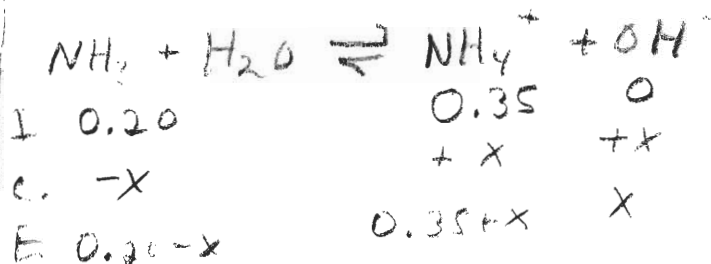 NH₃ + H₂O ⇌ NH₄⁺ + OH⁻
I 0.20 0.35 0
C. -x + x +x
E 0.20-x 0.35+x x